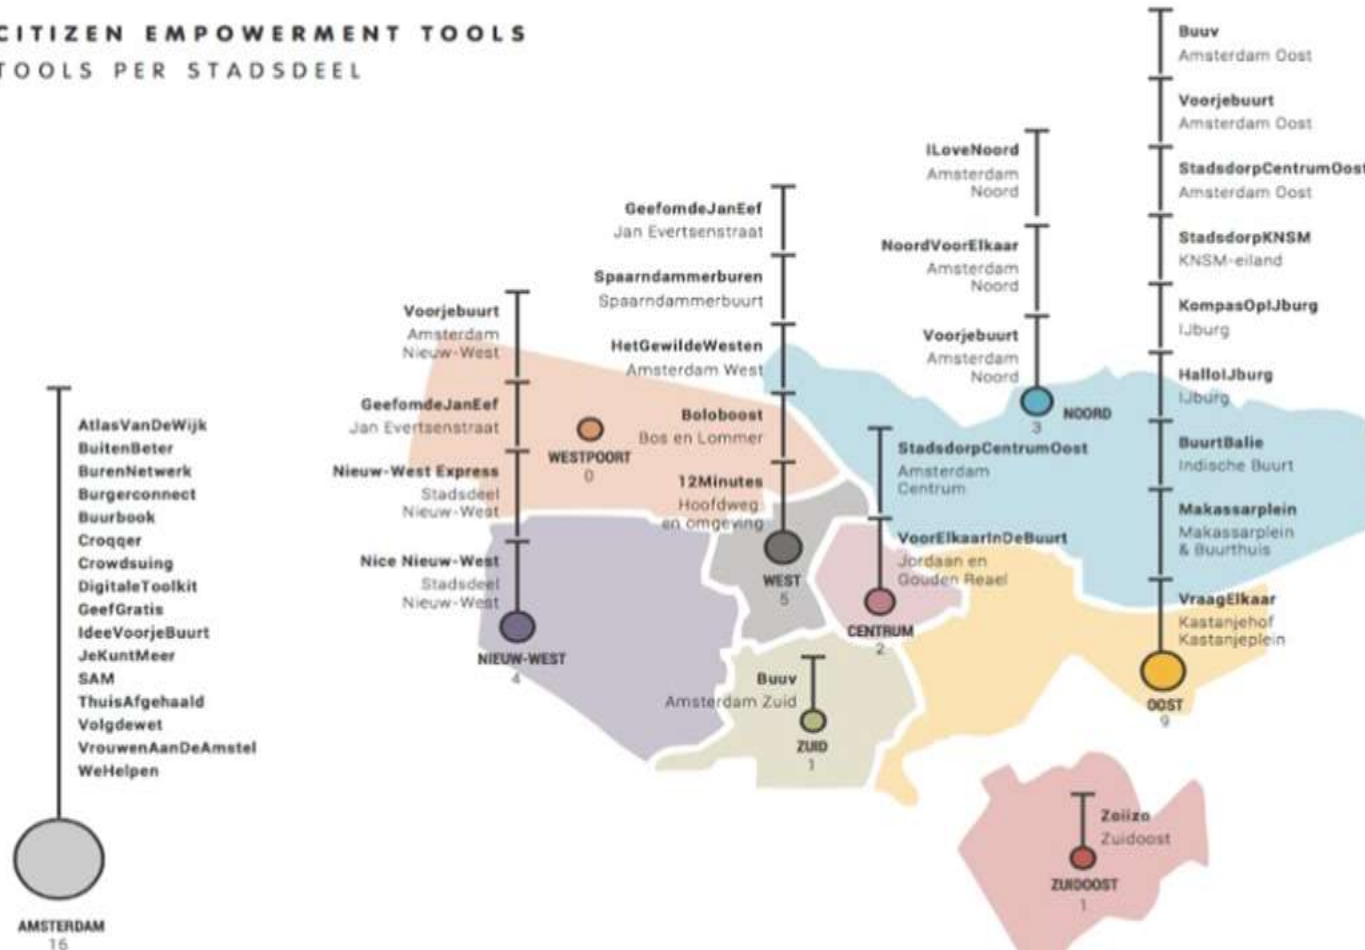 CITIZEN EMPOWERMENT TOOLS
TOOLS PER STADSDEEL
AtlasVanDeWijk
BuitenBeter
BurenNetwerk
Burgerconnect
Buurbook
Croqqer
Crowdsuing
DigitaleToolkit
GeefGratis
IdeeVoorjeBuurt
JeKuntMeer
SAM
ThuisAfgehaald
Volgdewet
VrouwenAanDeAmstel
WeHelpen
AMSTERDAM
16
Voorjebuurt
Amsterdam
Nieuw-West
GeefomdeJanEef
Jan Evertsenstraat
Nieuw-West Express
Stadsdeel
Nieuw-West
Nice Nieuw-West
Stadsdeel
Nieuw-West
NIEUW-WEST
4
WESTPOORT
0
GeefomdeJanEef
Jan Evertsenstraat
Spaarndammerburen
Spaarndammerbuurt
HetGewildeWesten
Amsterdam West
Boloboost
Bos en Lommer
12Minutes
Hoofdweg
en omgeving
WEST
5
StadsdorpCentrumOost
Amsterdam
Centrum
VoorElkaarInDeBuurt
Jordaan en
Gouden Reael
CENTRUM
2
Buuv
Amsterdam Zuid
ZUID
1
ILoveNoord
Amsterdam
Noord
NoordVoorElkaar
Amsterdam
Noord
Voorjebuurt
Amsterdam
Noord
NOORD
3
Buuv
Amsterdam Oost
Voorjebuurt
Amsterdam Oost
StadsdorpCentrumOost
Amsterdam Oost
StadsdorpKNSM
KNSM-eiland
KompasOpIJburg
IJburg
HalloIJburg
IJburg
BuurtBalie
Indische Buurt
Makassarplein
Makassarplein
& Buurthuis
VraagElkaar
Kastanjehof
Kastanjeplein
OOST
9
Zoiizo
Zuidoost
ZUIDOOST
1